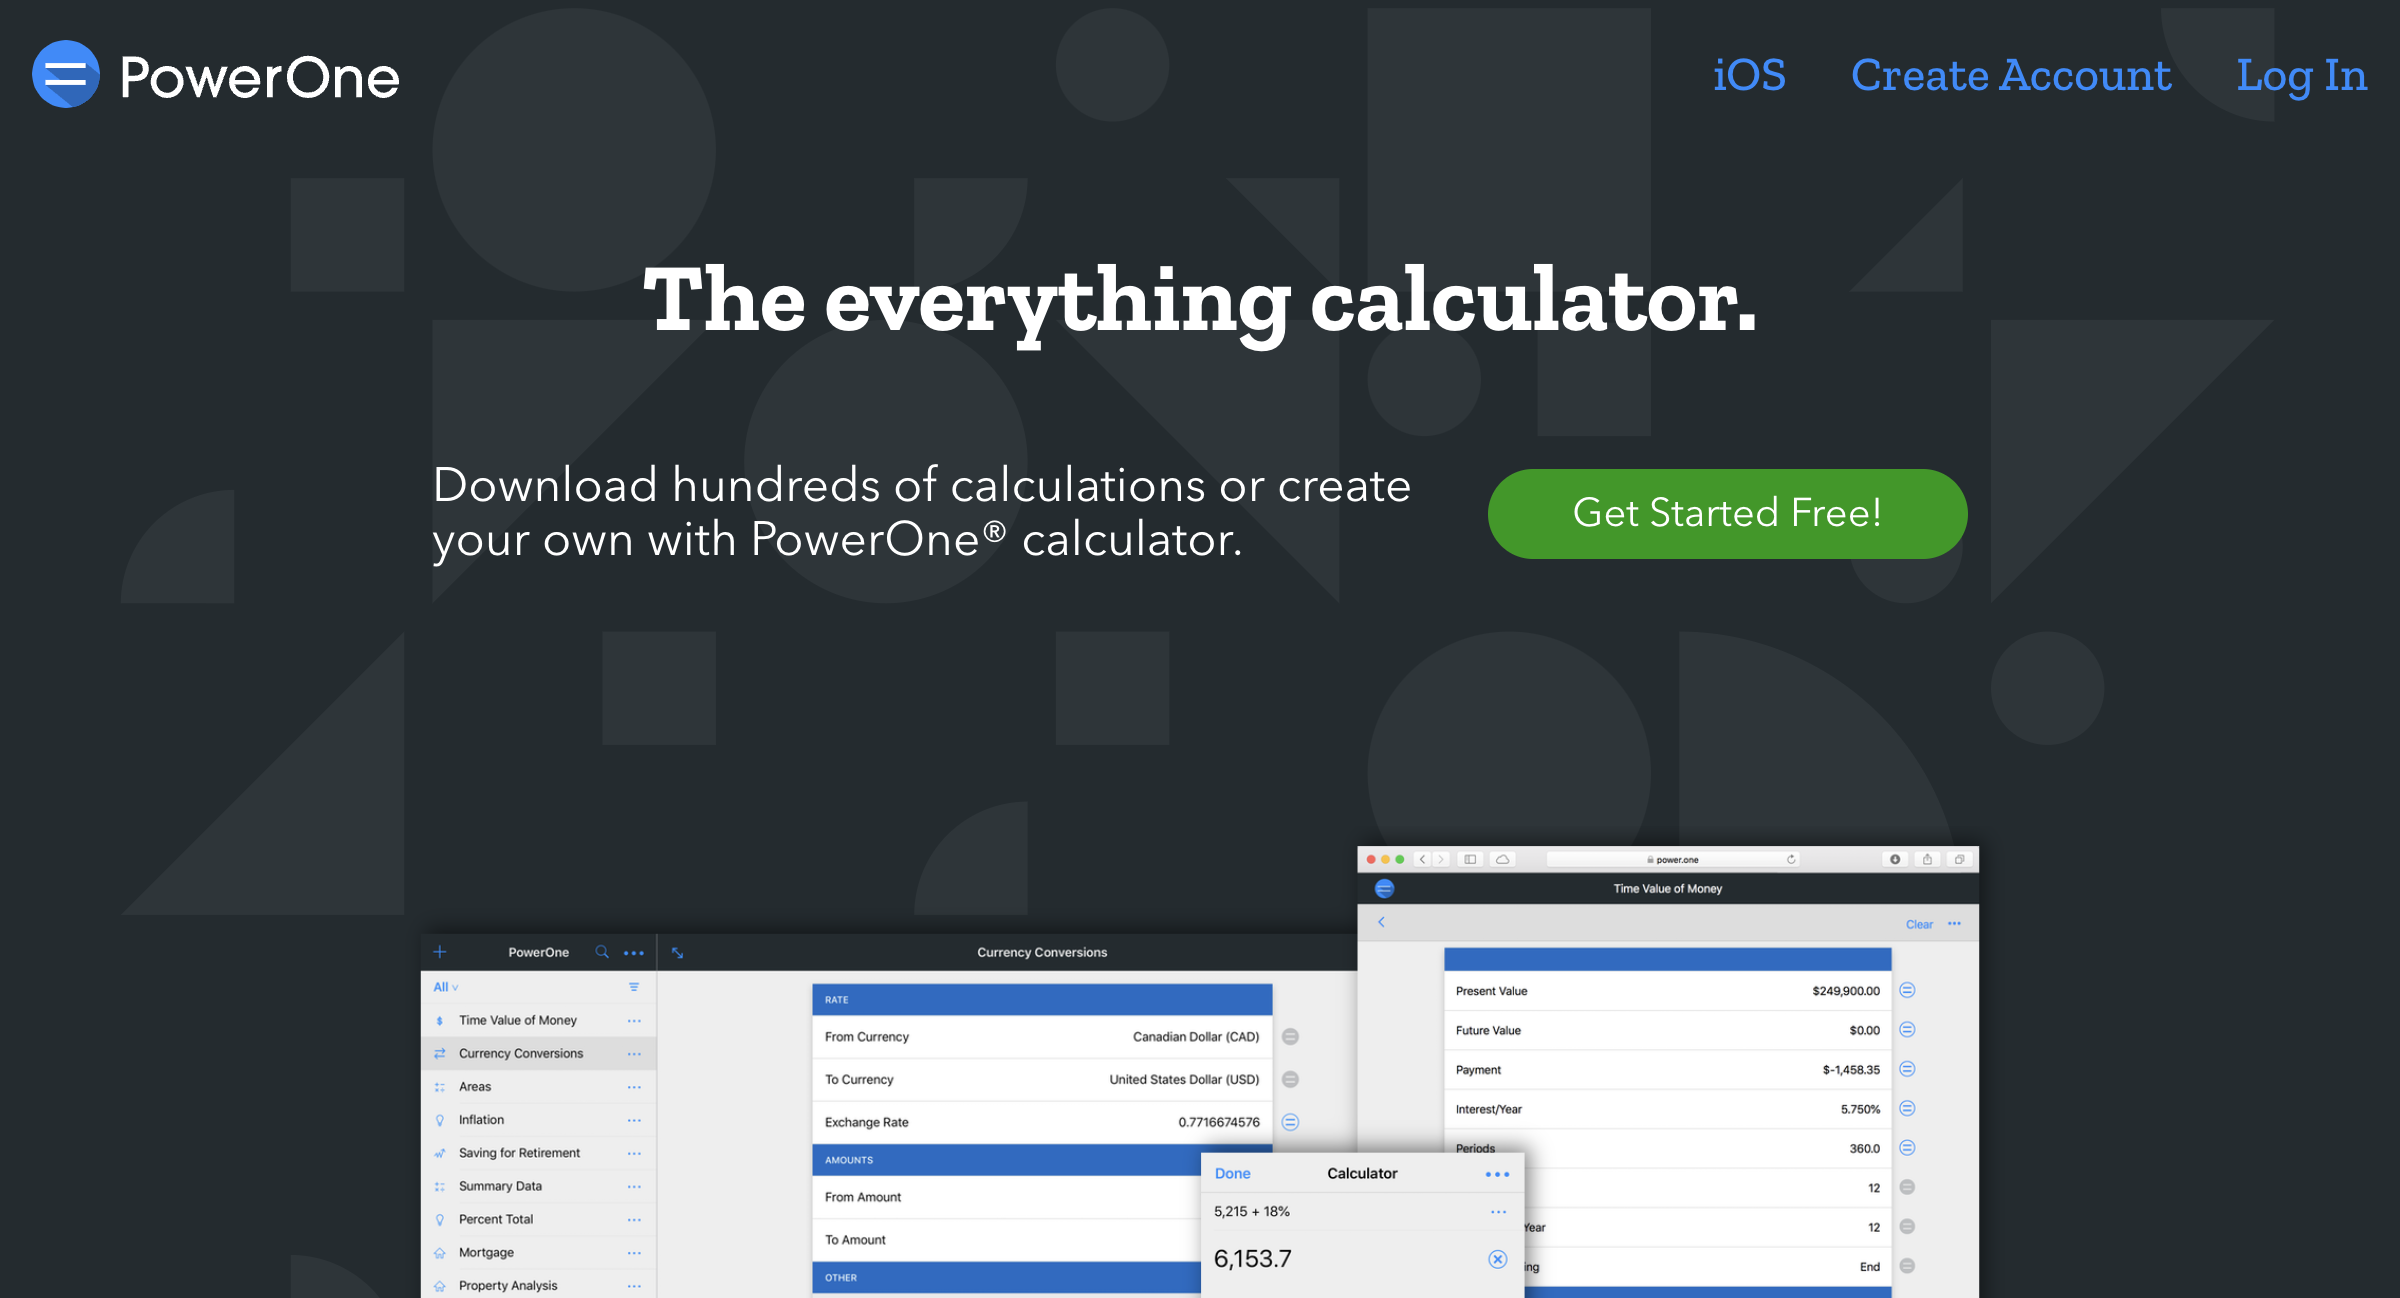 PowerOne
iOS
Create Account
Log In
The everything calculator.
Download hundreds of calculations or create
your own with PowerOne® calculator.
Get Started Free!
PowerOne
All
Time Value of Money
Currency Conversions
Areas
Inflation
Saving for Retirement
Summary Data
Percent Total
Mortgage
Property Analysis
Currency Conversions
RATE
From Currency Canadian Dollar (CAD)
To Currency United States Dollar (USD)
Exchange Rate 0.7716674576
AMOUNTS
From Amount
To Amount
OTHER
Done Calculator
5,215 + 18%
6,153.7
power.one
Time Value of Money
Clear
Present Value $249,900.00
Future Value $0.00
Payment $-1,458.35
Interest/Year 5.750%
Periods 360.0
12
Year 12
ing End